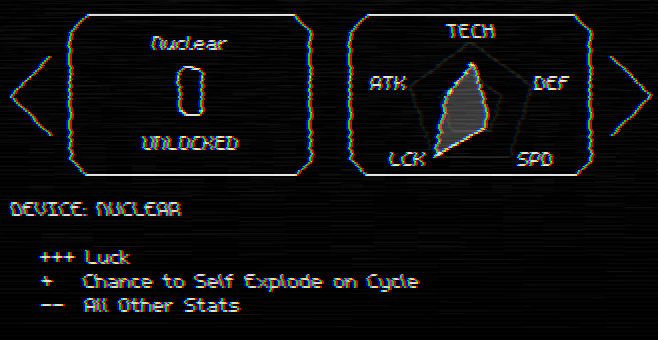 Nuclear
UNLOCKED
TECH
ATK
DEF
LCK
SPD
DEVICE: NUCLEAR
+++ Luck
+ Chance to Self Explode on Cycle
-- All Other Stats